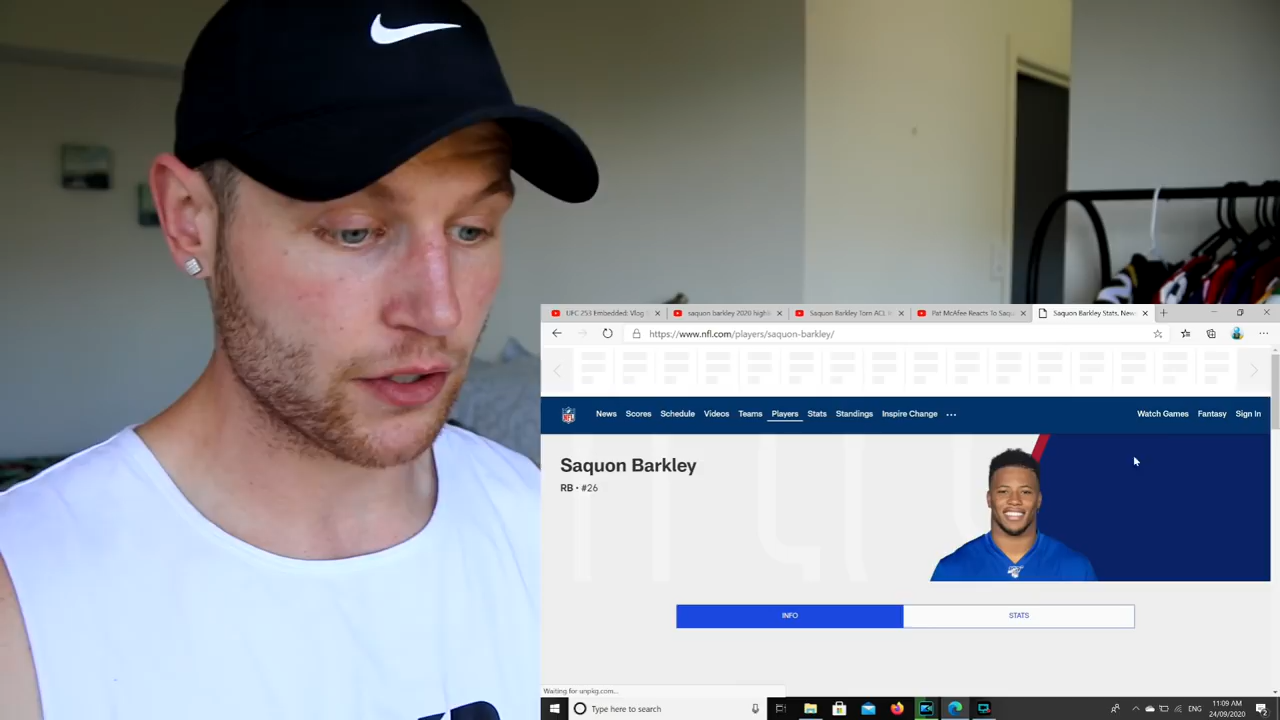 UFC 253 Embedded: Vlog
saquon barkley 2020 highli
Saquon Barkley Torn ACL
Pat McAfee Reacts To Saqu
Saquon Barkley Stats, New
https://www.nfl.com/players/saquon-barkley/
News Scores Schedule Videos Teams Players Stats Standings Inspire Change ... Watch Games Fantasy Sign In
Saquon Barkley
RB • #26
INFO
STATS
Waiting for unpkg.com...
Type here to search
ENG
11:09 AM
24/09/2020